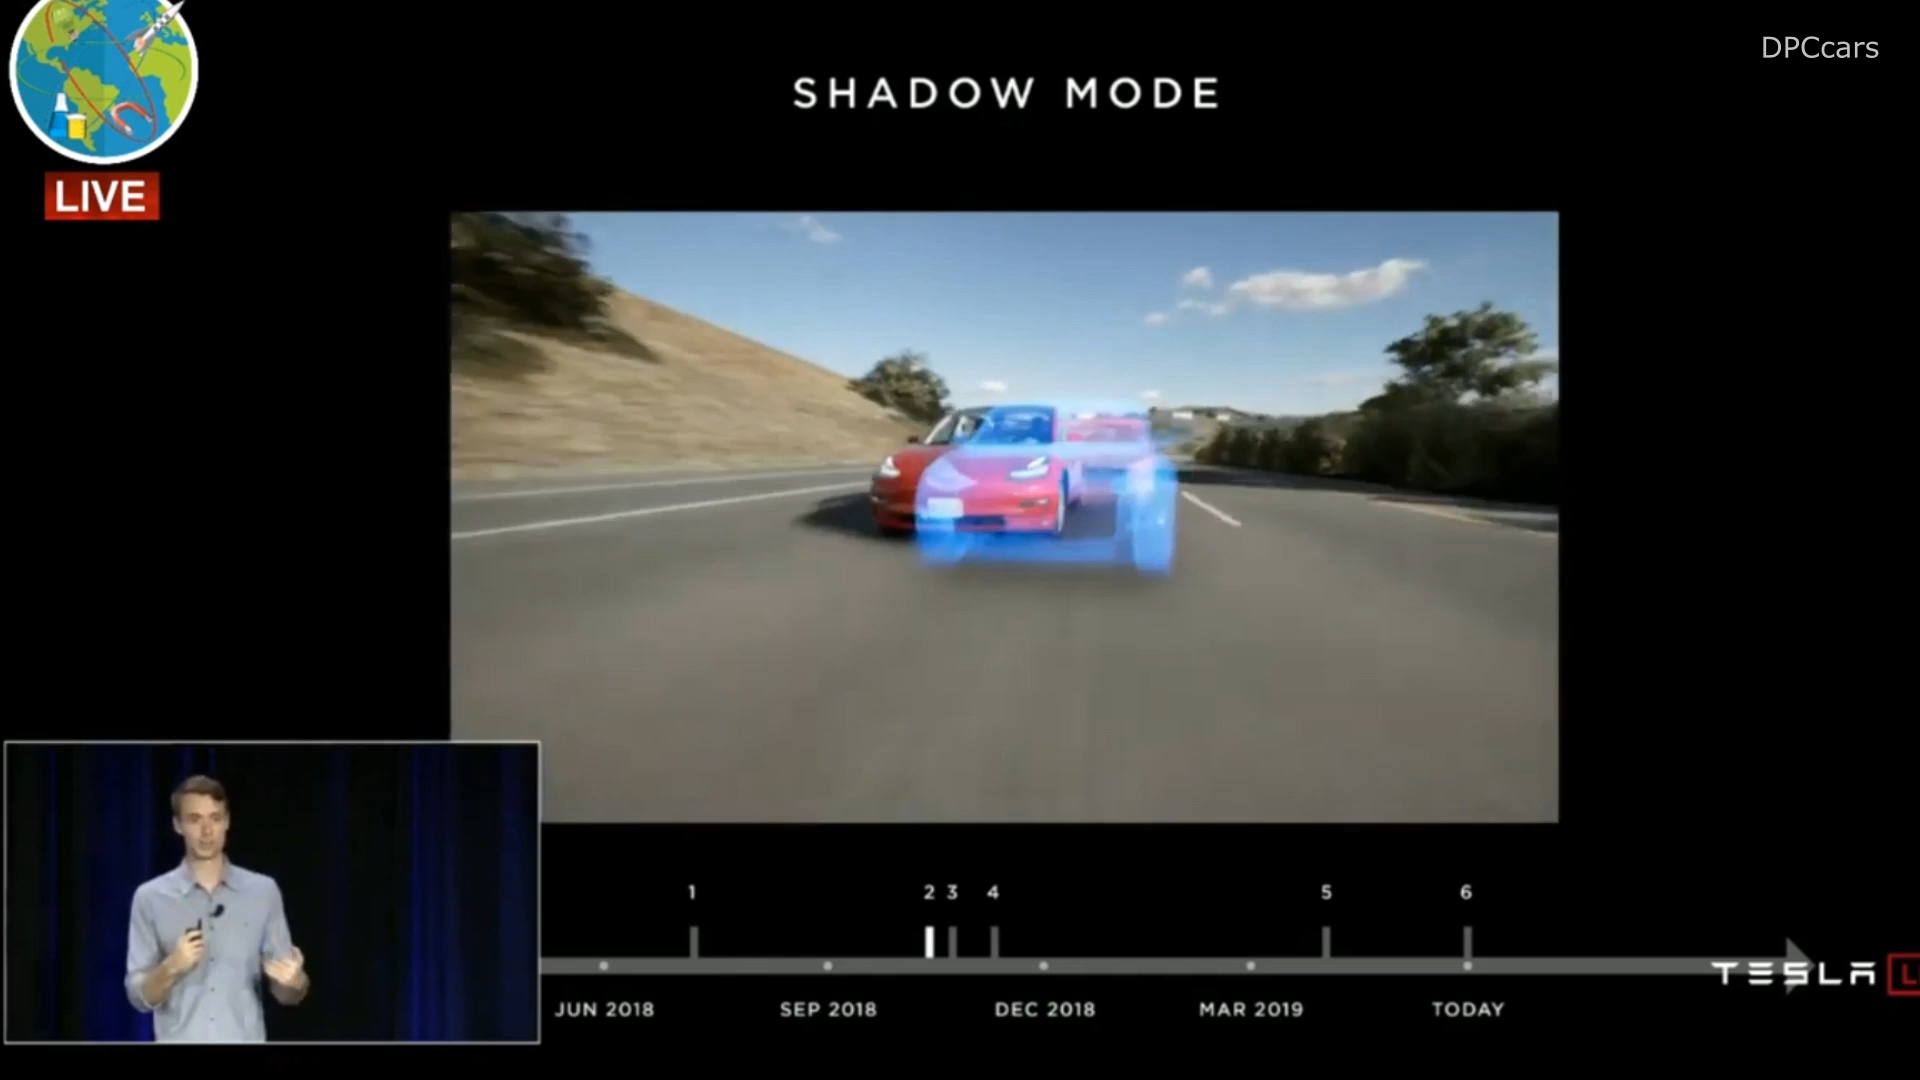 DPCcars
SHADOW MODE
LIVE
1 2 3 4 5 6
JUN 2018 SEP 2018 DEC 2018 MAR 2019 TODAY
TESLA L